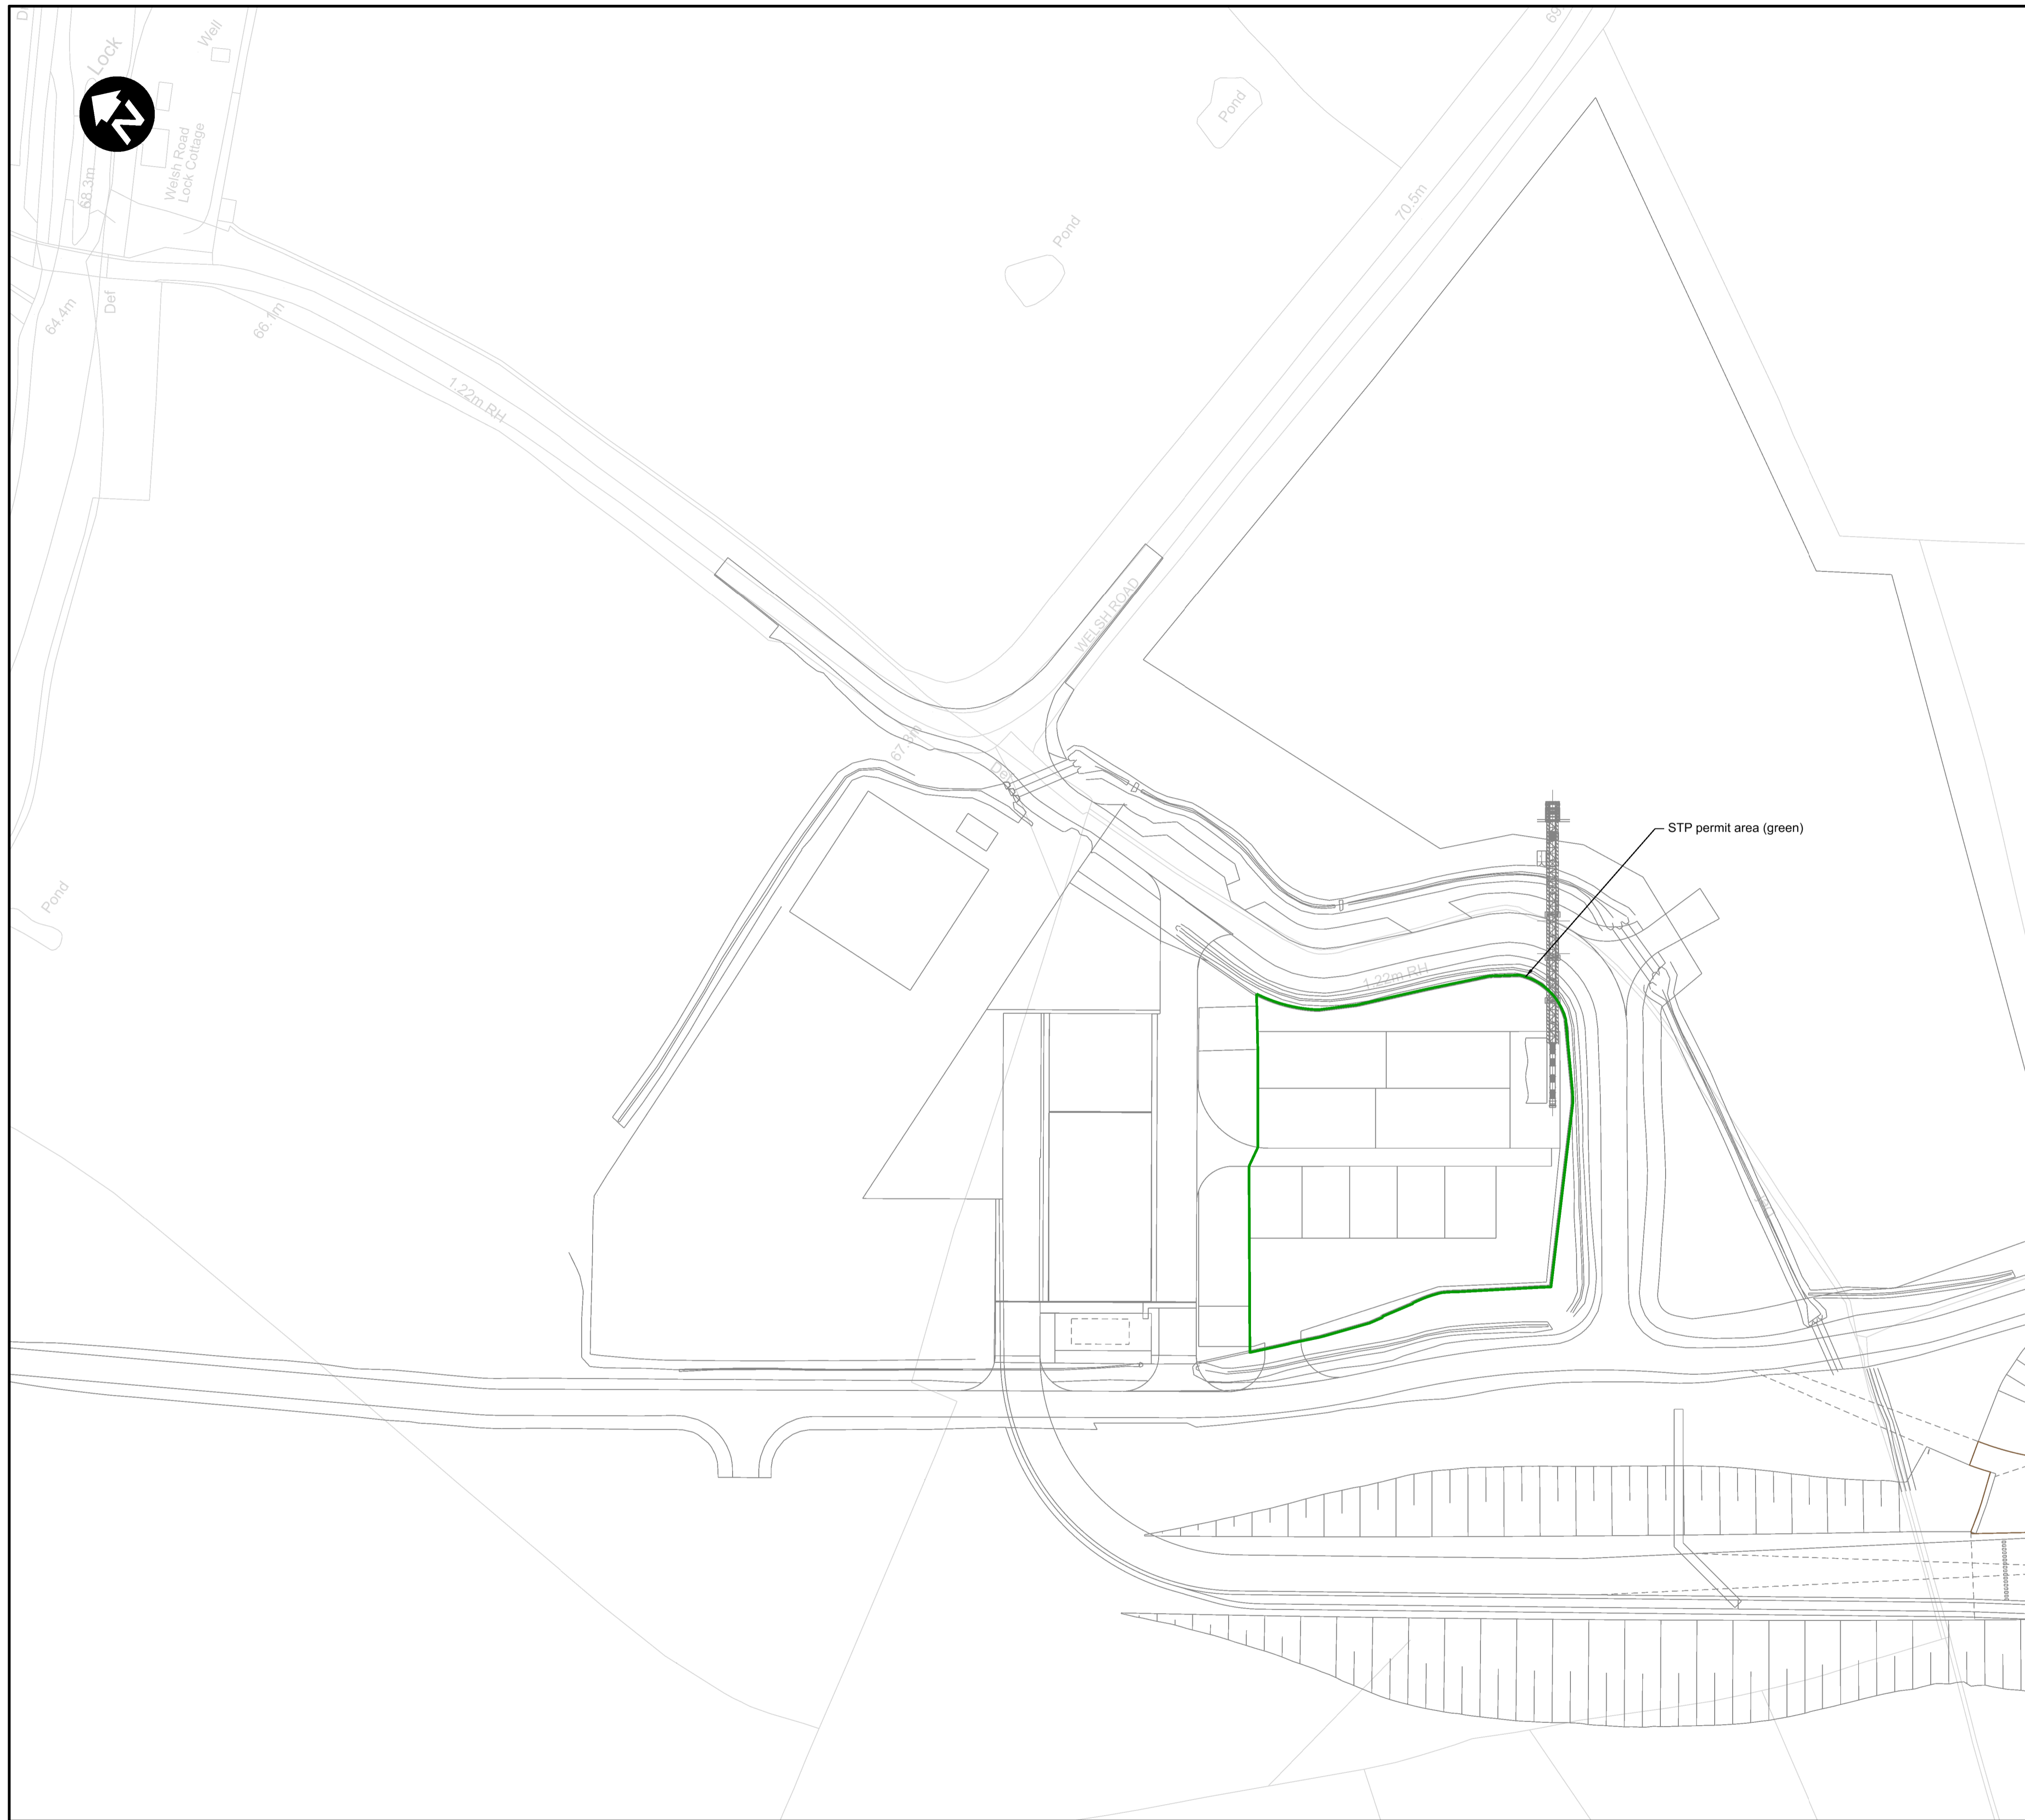 Lock
Well
N
Welsh Road
Lock Cottage
68.3m
Def
64.4m
66.1m
1.22m RH
Pond
Pond
70.5m
WELSH ROAD
67.3m
Def
STP permit area (green)
1.22m RH
Pond